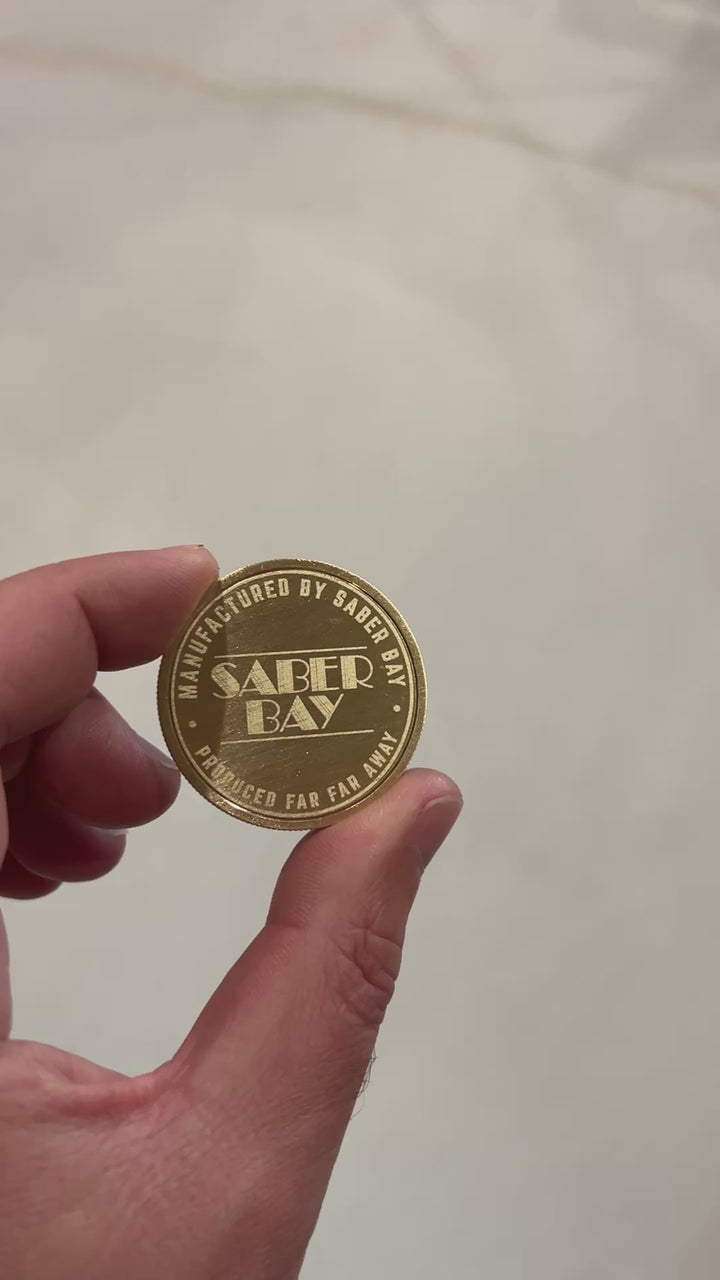 MANUFACTURED BY SABER BAY
SABER
BAY
• PRODUCED FAR FAR AWAY •